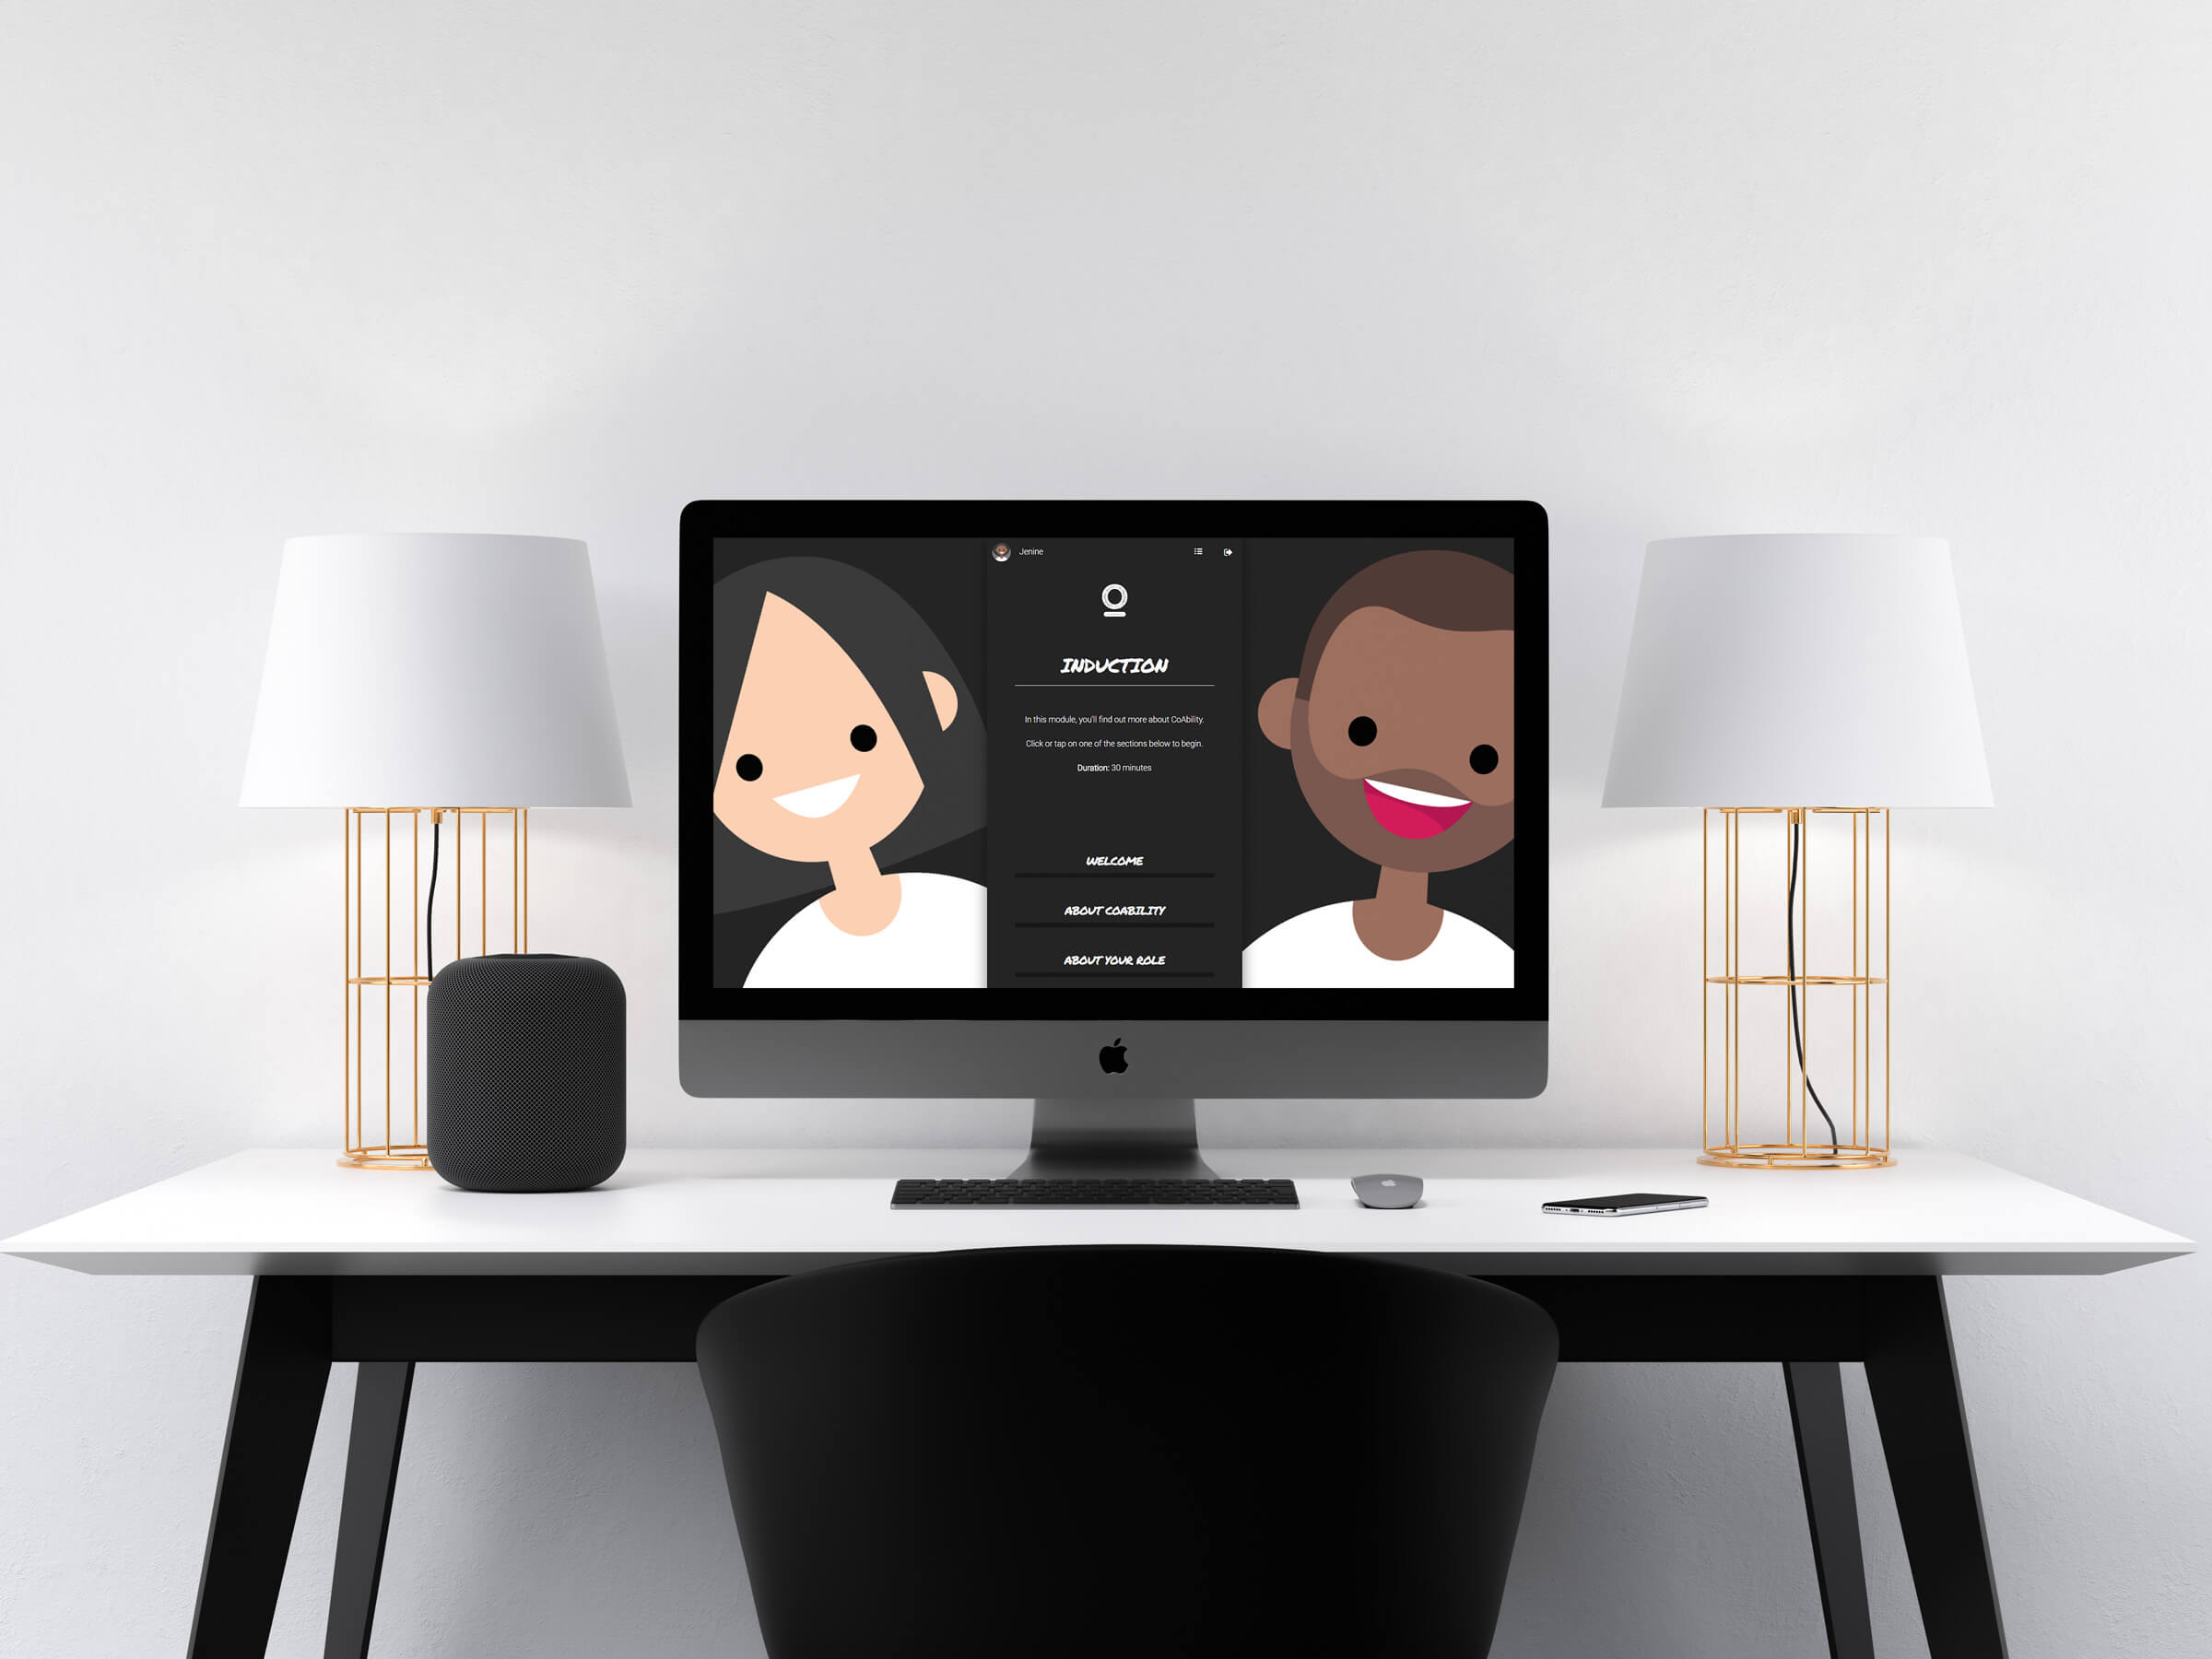 Jenine
INDUCTION
In this module, you'll find out more about CoAbility.
Click or tap on one of the sections below to begin.
Duration: 30 minutes
WELCOME
ABOUT COABILITY
ABOUT YOUR ROLE